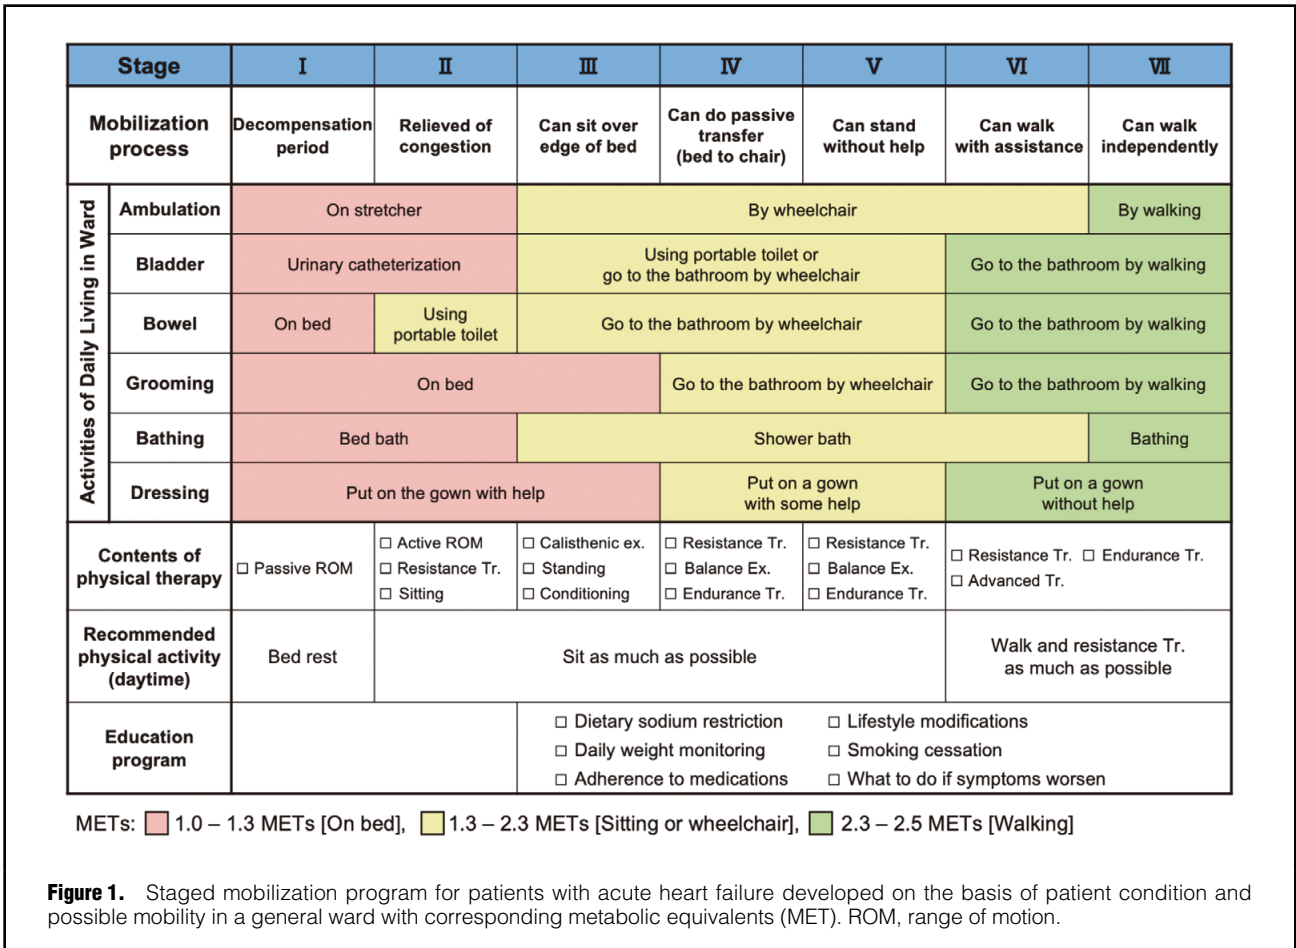 Stage I II III IV V VI VII
Mobilization process
Decompensation period
Relieved of congestion
Can sit over edge of bed
Can do passive transfer (bed to chair)
Can stand without help
Can walk with assistance
Can walk independently
Activities of Daily Living in Ward
Ambulation On stretcher By wheelchair By walking
Bladder Urinary catheterization
Using portable toilet or
go to the bathroom by wheelchair
Go to the bathroom by walking
Bowel On bed
Using
portable toilet
Go to the bathroom by wheelchair Go to the bathroom by walking
Grooming On bed Go to the bathroom by wheelchair Go to the bathroom by walking
Bathing Bed bath Shower bath Bathing
Dressing Put on the gown with help
Put on a gown
with some help
Put on a gown
without help
Contents of
physical therapy
□ Passive ROM
□ Active ROM
□ Resistance Tr.
□ Sitting
□ Calisthenic ex.
□ Standing
□ Conditioning
□ Resistance Tr.
□ Balance Ex.
□ Endurance Tr.
□ Resistance Tr.
□ Balance Ex.
□ Endurance Tr.
□ Resistance Tr. □ Endurance Tr.
□ Advanced Tr.
Recommended
physical activity
(daytime)
Bed rest
Sit as much as possible
Walk and resistance Tr.
as much as possible
Education
program
□ Dietary sodium restriction □ Lifestyle modifications
□ Daily weight monitoring □ Smoking cessation
□ Adherence to medications □ What to do if symptoms worsen
METs: 1.0 – 1.3 METs [On bed], 1.3 – 2.3 METs [Sitting or wheelchair], 2.3 – 2.5 METs [Walking]
Figure 1. Staged mobilization program for patients with acute heart failure developed on the basis of patient condition and
possible mobility in a general ward with corresponding metabolic equivalents (MET). ROM, range of motion.